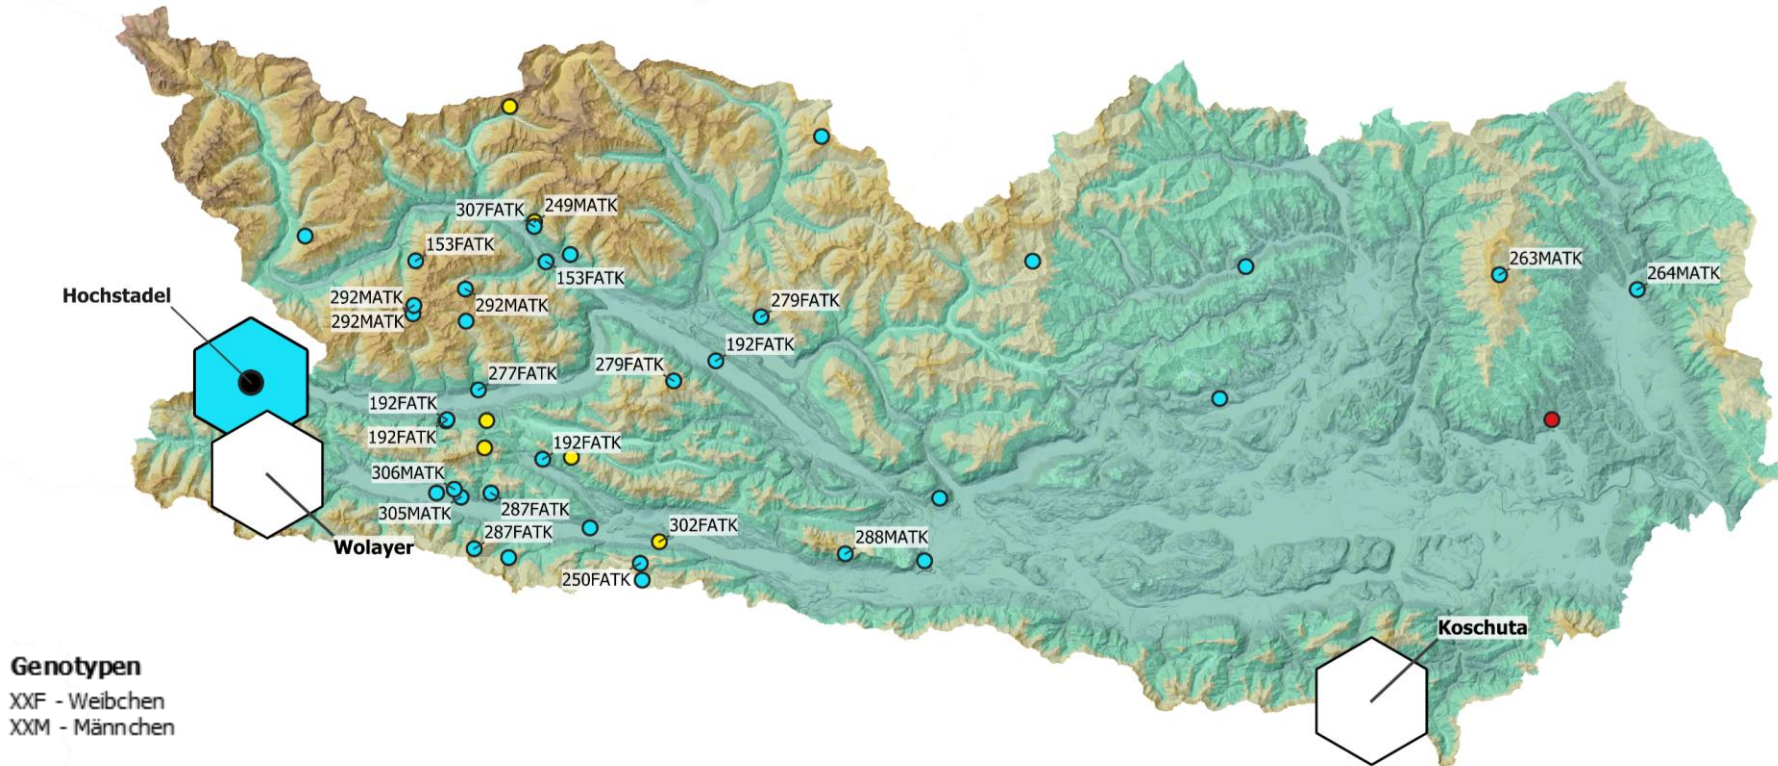 307FATK
249MATK
153FATK
153FATK
263MATK
264MATK
Hochstadel
292MATK
292MATK
292MATK
279FATK
192FATK
279FATK
277FATK
192FATK
192FATK
192FATK
306MATK
305MATK
287FATK
287FATK
302FATK
288MATK
250FATK
Wolayer
Koschuta
Genotypen
XXF - Weibchen
XXM - Männchen